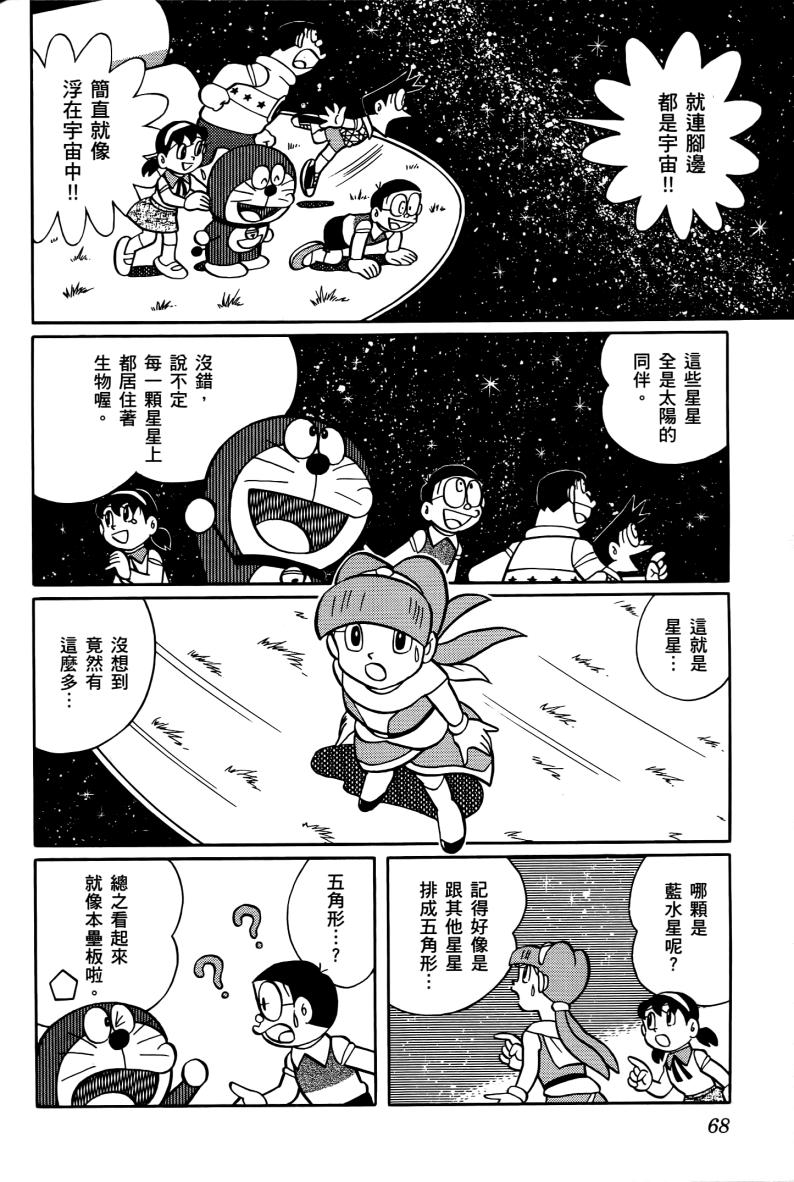 就連腳邊
都是宇宙!!
簡直就像
浮在宇宙中!!
這些星星
全是太陽的
同伴。
沒錯，
說不定
每一顆星星上
都居住著
生物喔。
這就是
星星…
沒想到
竟然有
這麼多…
哪顆是
藍水星呢?
記得好像是
跟其他星星
排成五角形…
五角形…?
總之看起來
就像本壘板啦。
68